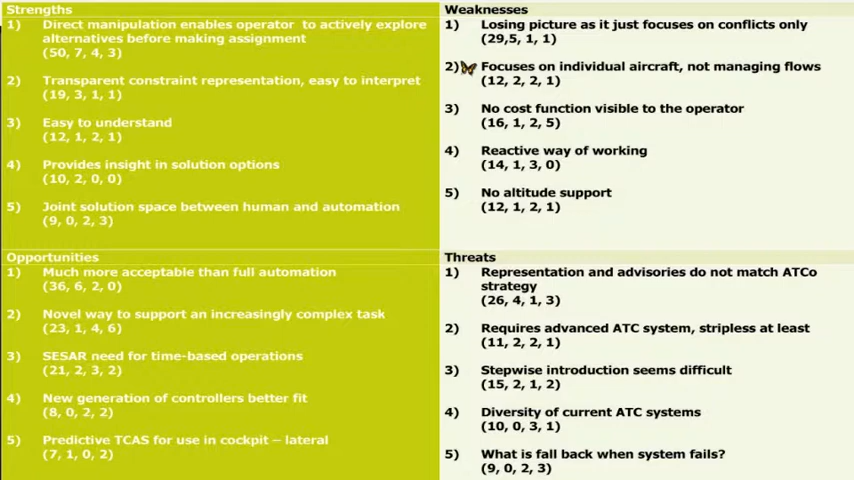 Strengths
1) Direct manipulation enables operator to actively explore
alternatives before making assignment
(50, 7, 4, 3)
2) Transparent constraint representation, easy to interpret
(19, 3, 1, 1)
3) Easy to understand
(12, 1, 2, 1)
4) Provides insight in solution options
(10, 2, 0, 0)
5) Joint solution space between human and automation
(9, 0, 2, 3)
Weaknesses
1) Losing picture as it just focuses on conflicts only
(29,5, 1, 1)
2) Focuses on individual aircraft, not managing flows
(12, 2, 2, 1)
3) No cost function visible to the operator
(16, 1, 2, 5)
4) Reactive way of working
(14, 1, 3, 0)
5) No altitude support
(12, 1, 2, 1)
Opportunities
1) Much more acceptable than full automation
(36, 6, 2, 0)
2) Novel way to support an increasingly complex task
(23, 1, 4, 6)
3) SESAR need for time-based operations
(21, 2, 3, 2)
4) New generation of controllers better fit
(8, 0, 2, 2)
5) Predictive TCAS for use in cockpit – lateral
(7, 1, 0, 2)
Threats
1) Representation and advisories do not match ATCo
strategy
(26, 4, 1, 3)
2) Requires advanced ATC system, stripless at least
(11, 2, 2, 1)
3) Stepwise introduction seems difficult
(15, 2, 1, 2)
4) Diversity of current ATC systems
(10, 0, 3, 1)
5) What is fall back when system fails?
(9, 0, 2, 3)